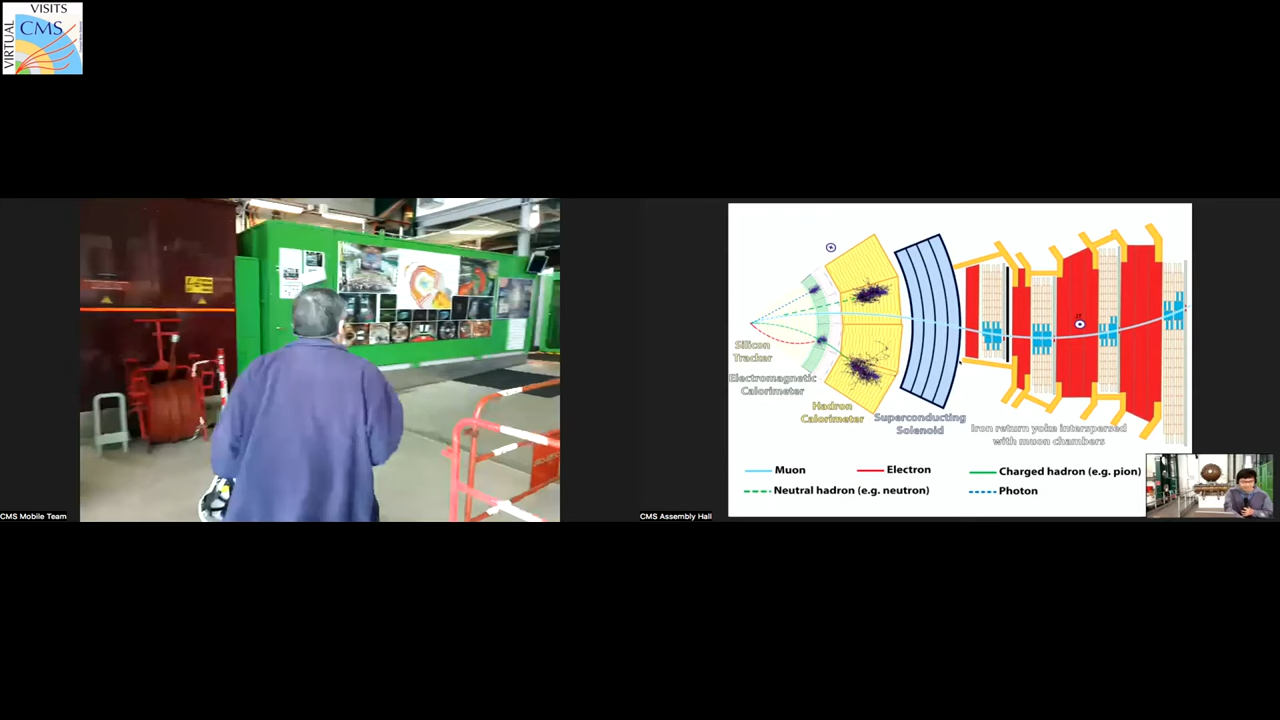 VISITS
CMS
VIRTUAL
CMS Mobile Team
Silicon
Tracker
Electromagnetic
Calorimeter
Hadron
Calorimeter
Superconducting
Solenoid
Iron return yoke interspersed
with muon chambers
Muon
Electron
Charged hadron (e.g. pion)
Neutral hadron (e.g. neutron)
Photon
CMS Assembly Hall